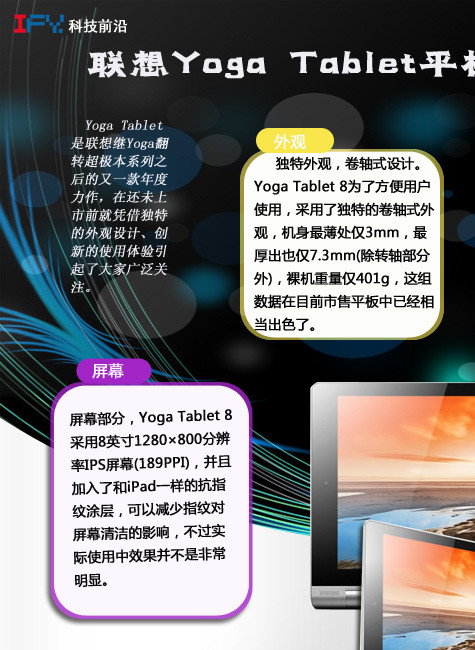 IFY. 科技前沿
联想Yoga Tablet平板
Yoga Tablet
是联想继Yoga翻
转超极本系列之
后的又一款年度
力作，在还未上
市前就凭借独特
的外观设计、创
新的使用体验引
起了大家广泛关
注。
外观
独特外观，卷轴式设计。
Yoga Tablet 8为了方便用户
使用，采用了独特的卷轴式外
观，机身最薄处仅3mm，最
厚出也仅7.3mm(除转轴部分
外)，裸机重量仅401g，这组
数据在目前市售平板中已经相
当出色了。
屏幕
屏幕部分，Yoga Tablet 8
采用8英寸1280×800分辨
率IPS屏幕(189PPI)，并且
加入了和iPad一样的抗指
纹涂层，可以减少指纹对
屏幕清洁的影响，不过实
际使用中效果并不是非常
明显。